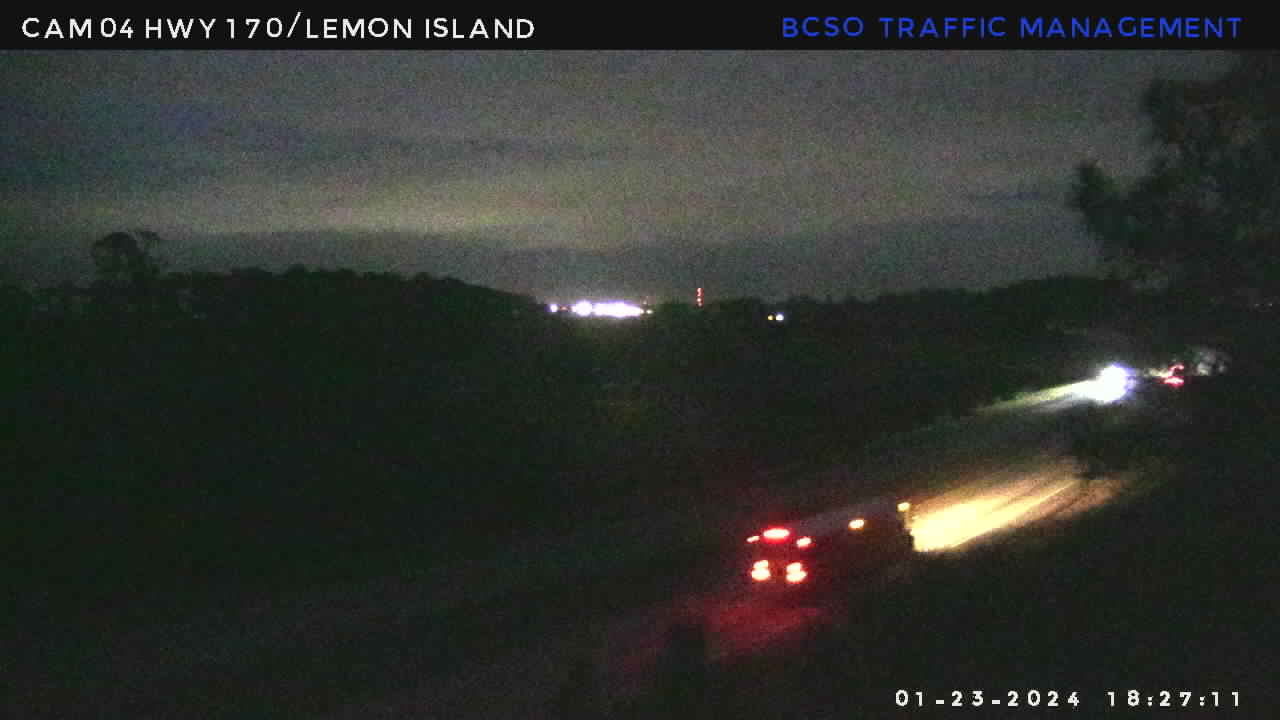 CAM04 HWY 170/LEMON ISLAND
BCSO TRAFFIC MANAGEMENT
01-23-2024 18:27:11